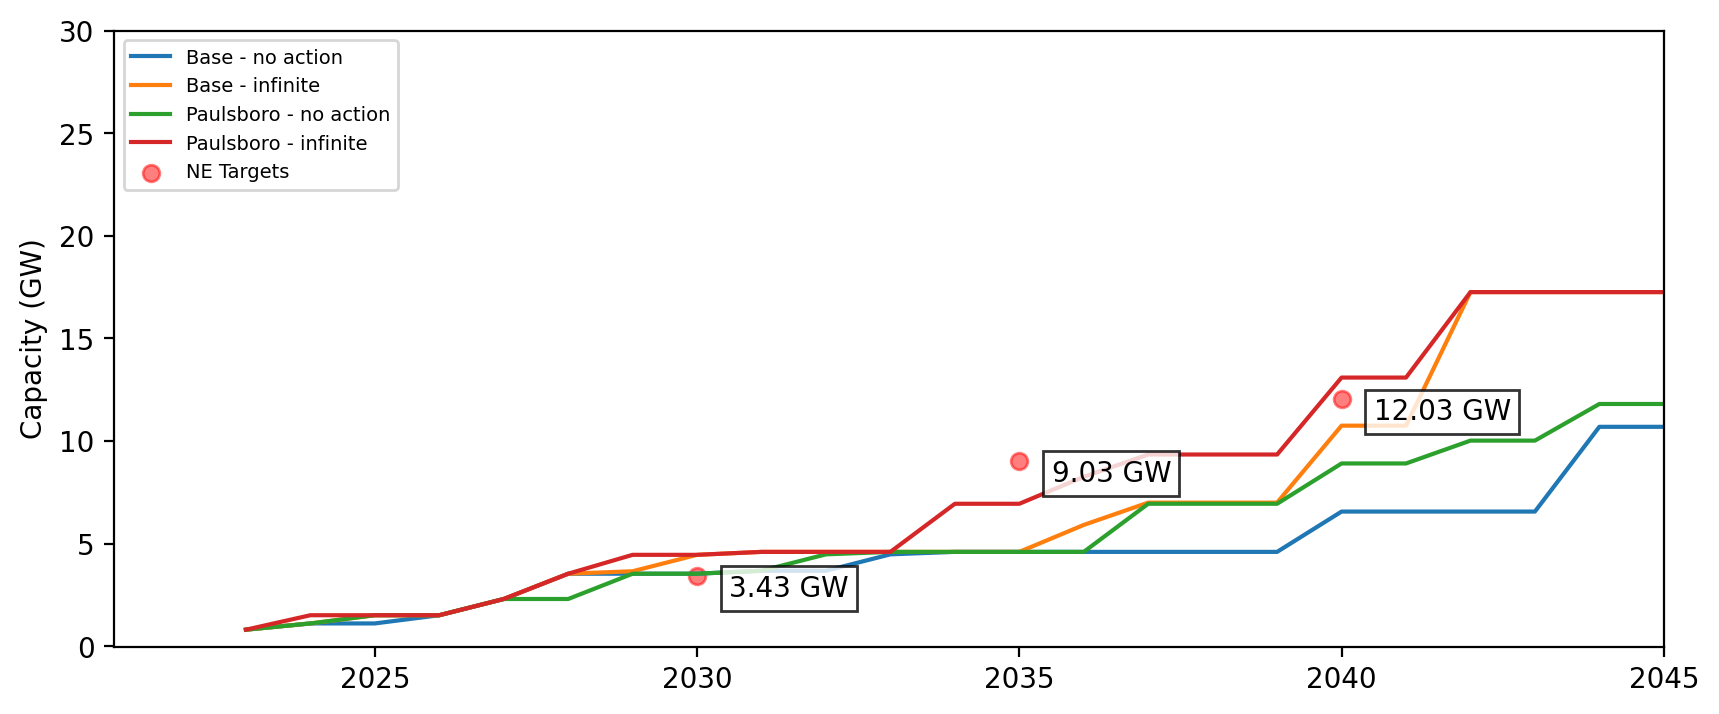 30
25
20
15
10
5
0
Capacity (GW)
Base - no action
Base - infinite
Paulsboro - no action
Paulsboro - infinite
NE Targets
12.03 GW
9.03 GW
3.43 GW
2025 2030 2035 2040 2045